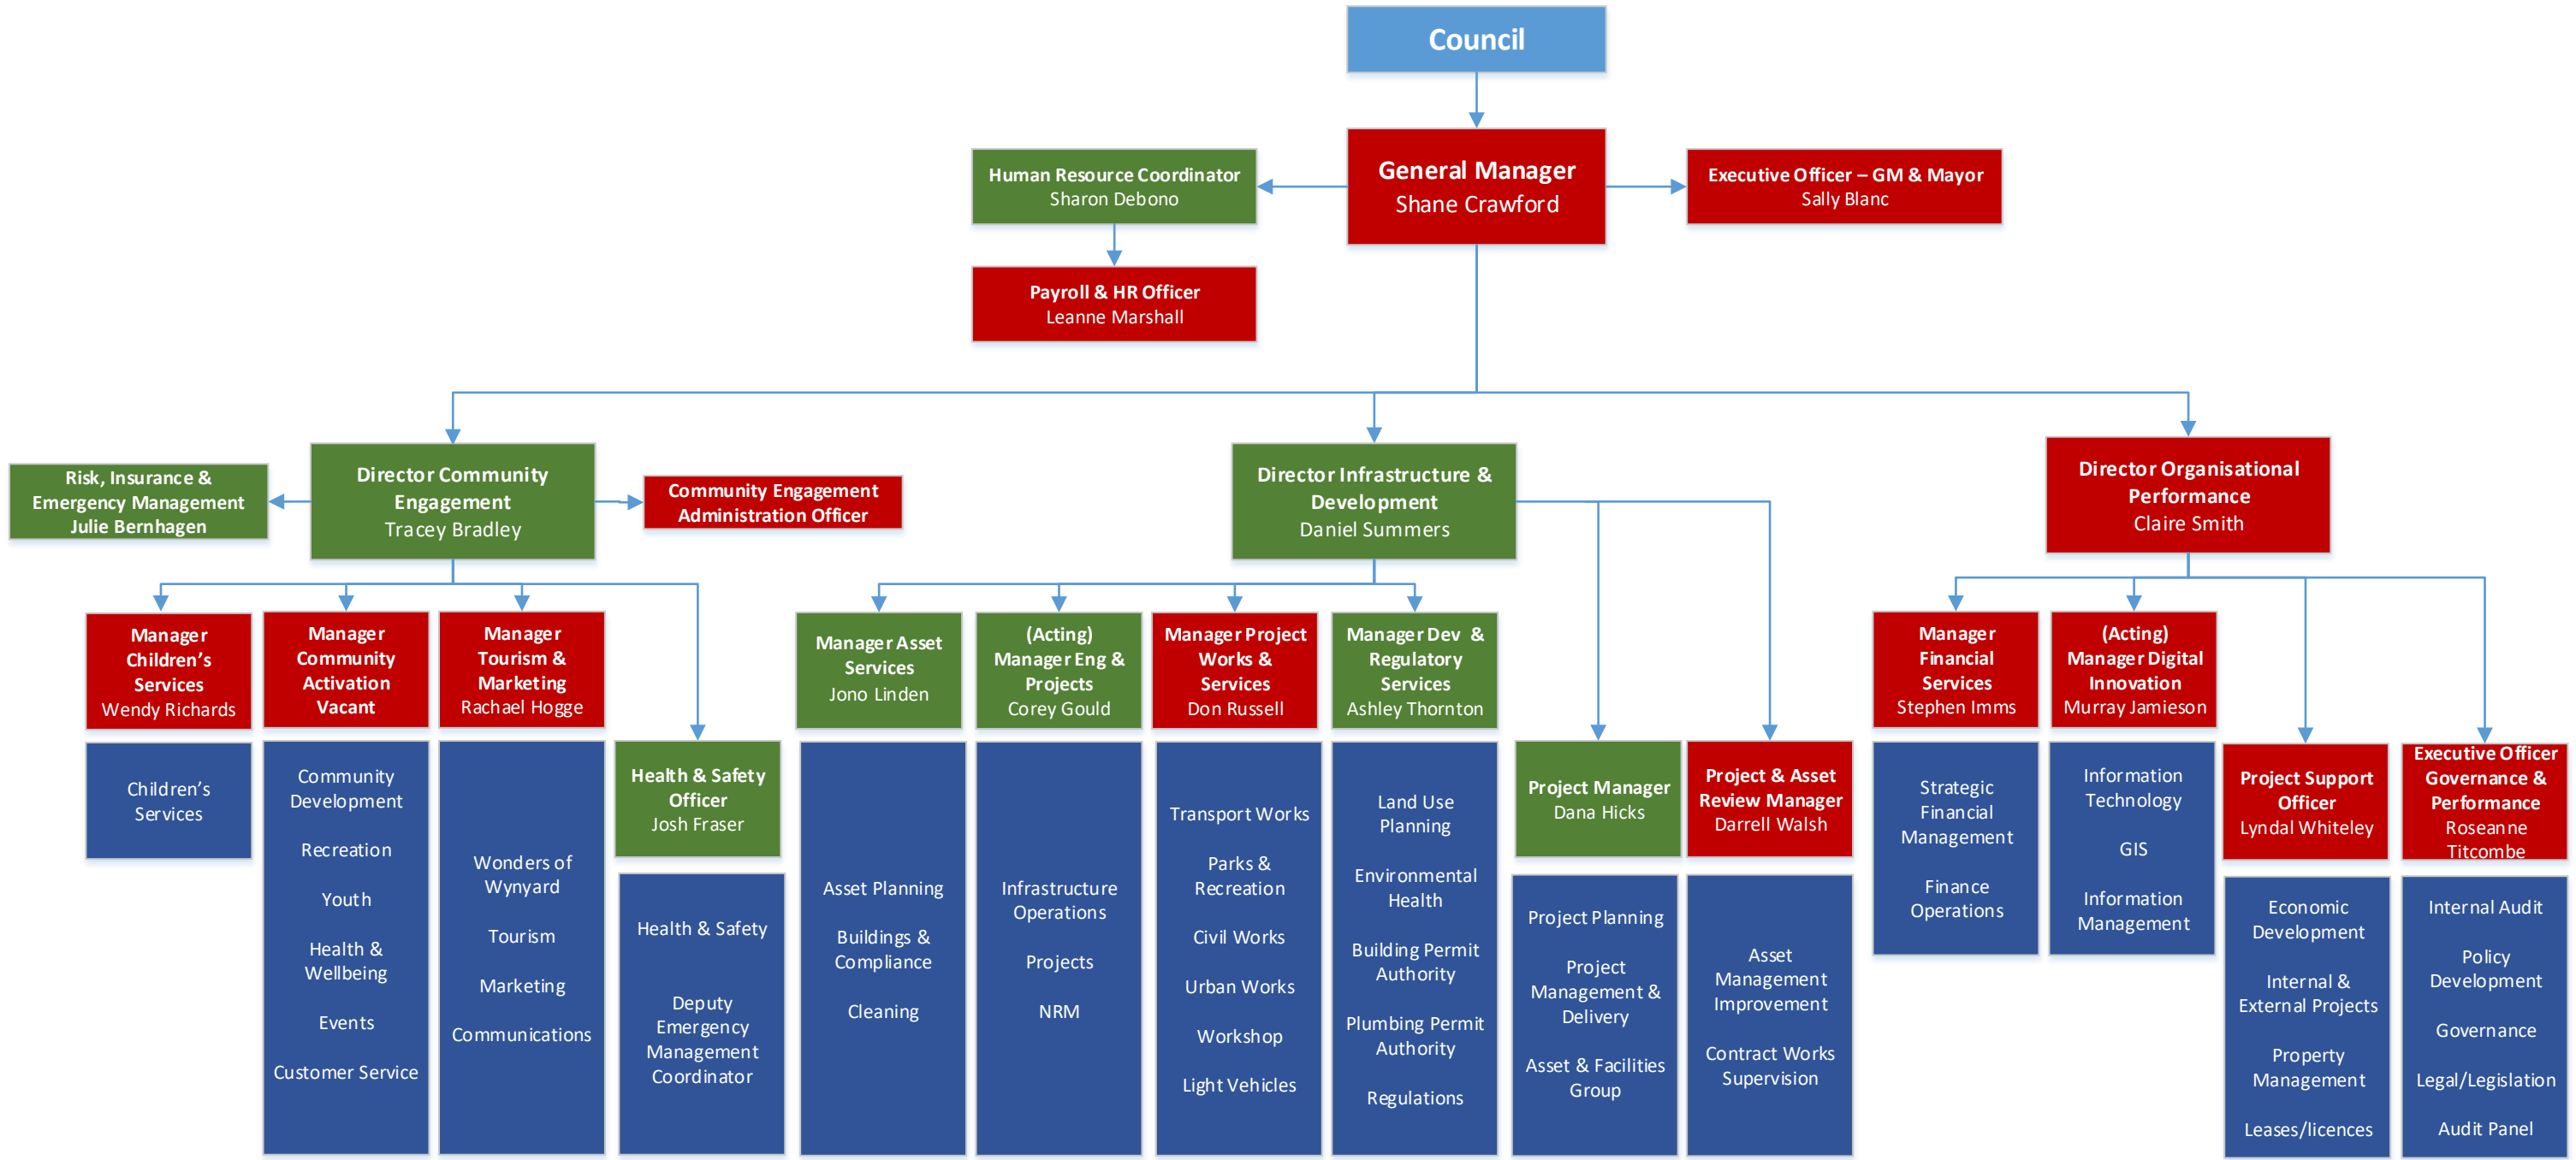 Council
General Manager
Shane Crawford
Human Resource Coordinator
Sharon Debono
Executive Officer – GM & Mayor
Sally Blanc
Payroll & HR Officer
Leanne Marshall
Risk, Insurance &
Emergency Management
Julie Bernhagen
Director Community
Engagement
Tracey Bradley
Community Engagement
Administration Officer
Director Infrastructure &
Development
Daniel Summers
Director Organisational
Performance
Claire Smith
Manager
Children’s
Services
Wendy Richards
Manager
Community
Activation
Vacant
Manager
Tourism &
Marketing
Rachael Hogge
Manager Asset
Services
Jono Linden
(Acting)
Manager Eng &
Projects
Corey Gould
Manager Project
Works &
Services
Don Russell
Manager Dev &
Regulatory
Services
Ashley Thornton
Manager
Financial
Services
Stephen Imms
(Acting)
Manager Digital
Innovation
Murray Jamieson
Children’s
Services
Community
Development
Recreation
Youth
Health &
Wellbeing
Events
Customer Service
Wonders of
Wynyard
Tourism
Marketing
Communications
Health & Safety
Officer
Josh Fraser
Health & Safety
Deputy
Emergency
Management
Coordinator
Asset Planning
Buildings &
Compliance
Cleaning
Infrastructure
Operations
Projects
NRM
Transport Works
Parks &
Recreation
Civil Works
Urban Works
Workshop
Light Vehicles
Land Use
Planning
Environmental
Health
Building Permit
Authority
Plumbing Permit
Authority
Regulations
Project Manager
Dana Hicks
Project Planning
Project
Management &
Delivery
Asset & Facilities
Group
Project & Asset
Review Manager
Darrell Walsh
Asset
Management
Improvement
Contract Works
Supervision
Strategic
Financial
Management
Finance
Operations
Information
Technology
GIS
Information
Management
Project Support
Officer
Lyndal Whiteley
Economic
Development
Internal &
External Projects
Property
Management
Leases/licences
Executive Officer
Governance &
Performance
Roseanne
Titcombe
Internal Audit
Policy
Development
Governance
Legal/Legislation
Audit Panel